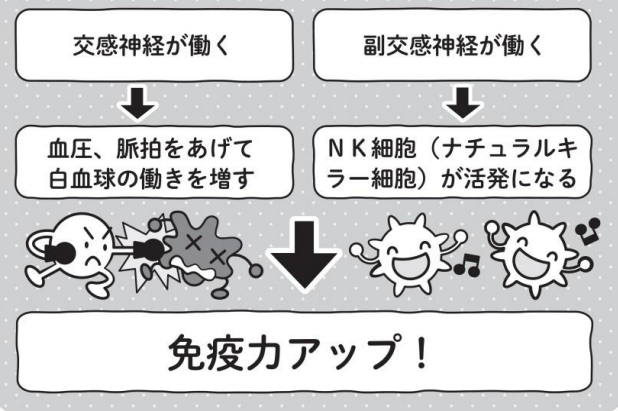 交感神経が働く
副交感神経が働く
血圧、脈拍をあげて
白血球の働きを増す
ＮＫ細胞（ナチュラルキ
ラー細胞）が活発になる
免疫力アップ！